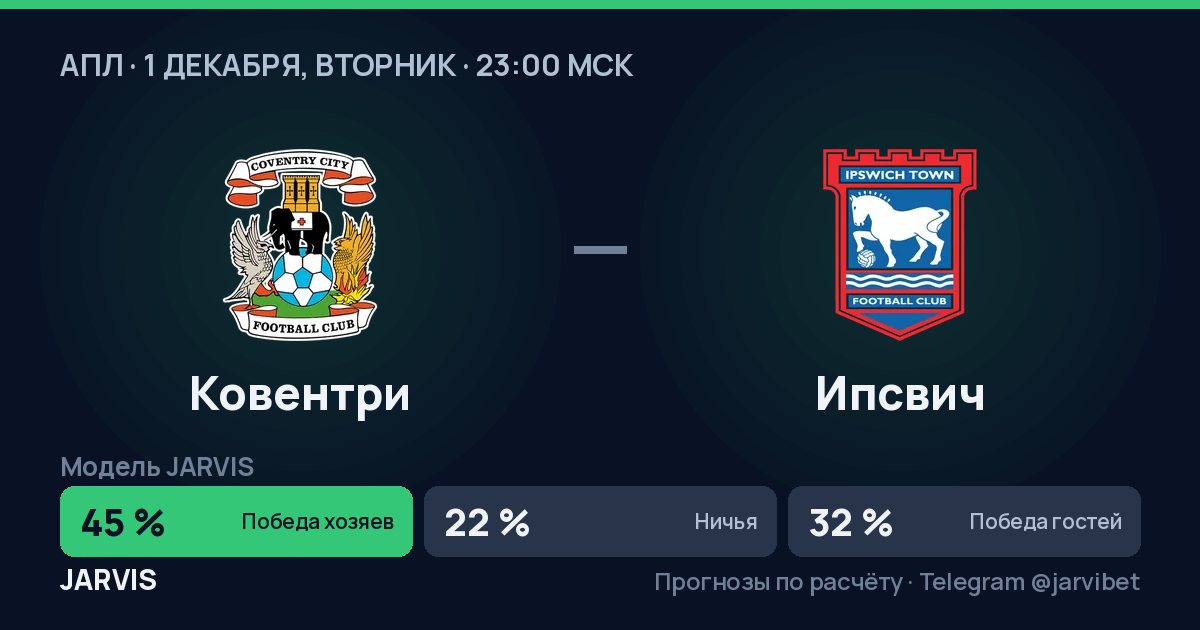 АПЛ · 1 ДЕКАБРЯ, ВТОРНИК · 23:00 МСК
COVENTRY CITY
FOOTBALL CLUB
IPSWICH TOWN
FOOTBALL CLUB
—
Ковентри
Ипсвич
Модель JARVIS
45 % Победа хозяев
22 % Ничья
32 % Победа гостей
JARVIS
Прогнозы по расчёту · Telegram @jarvibet